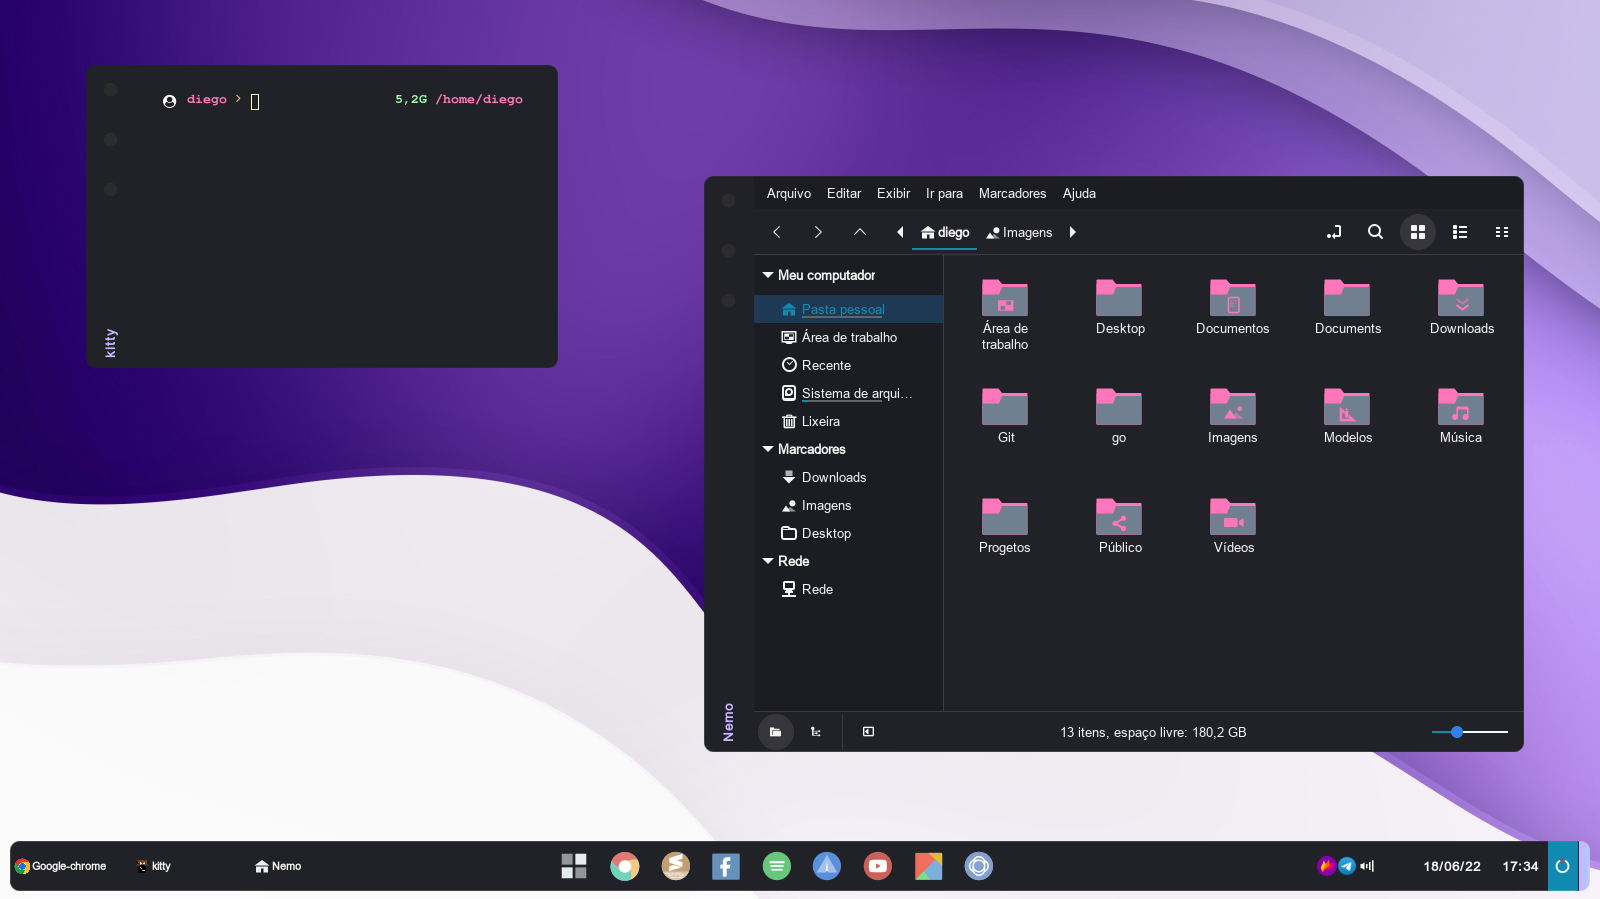 diego > 5,2G /home/diego
kitty
Arquivo Editar Exibir Ir para Marcadores Ajuda
diego Imagens
Meu computador
Pasta pessoal
Área de trabalho
Recente
Sistema de arqui...
Lixeira
Marcadores
Downloads
Imagens
Desktop
Rede
Rede
Área de
trabalho
Desktop
Documentos
Documents
Downloads
Git
go
Imagens
Modelos
Música
Progetos
Público
Vídeos
Nemo
13 itens, espaço livre: 180,2 GB
Google-chrome kitty Nemo 18/06/22 17:34